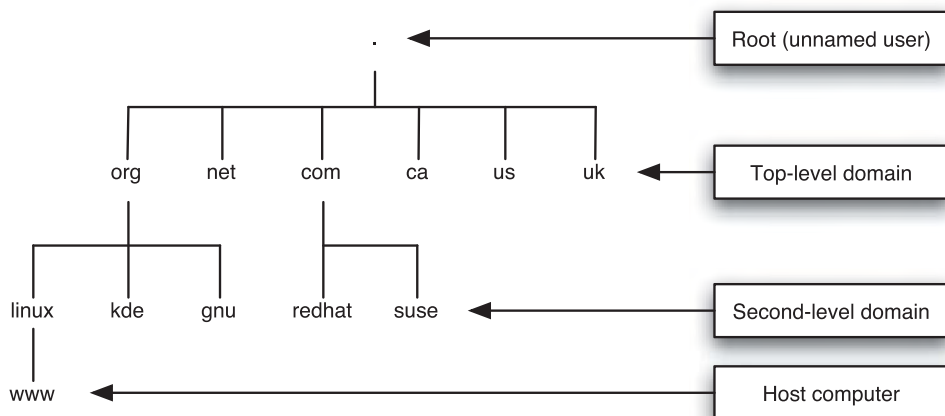 . Root (unnamed user)
org net com ca us uk Top-level domain
linux kde gnu redhat suse Second-level domain
www Host computer